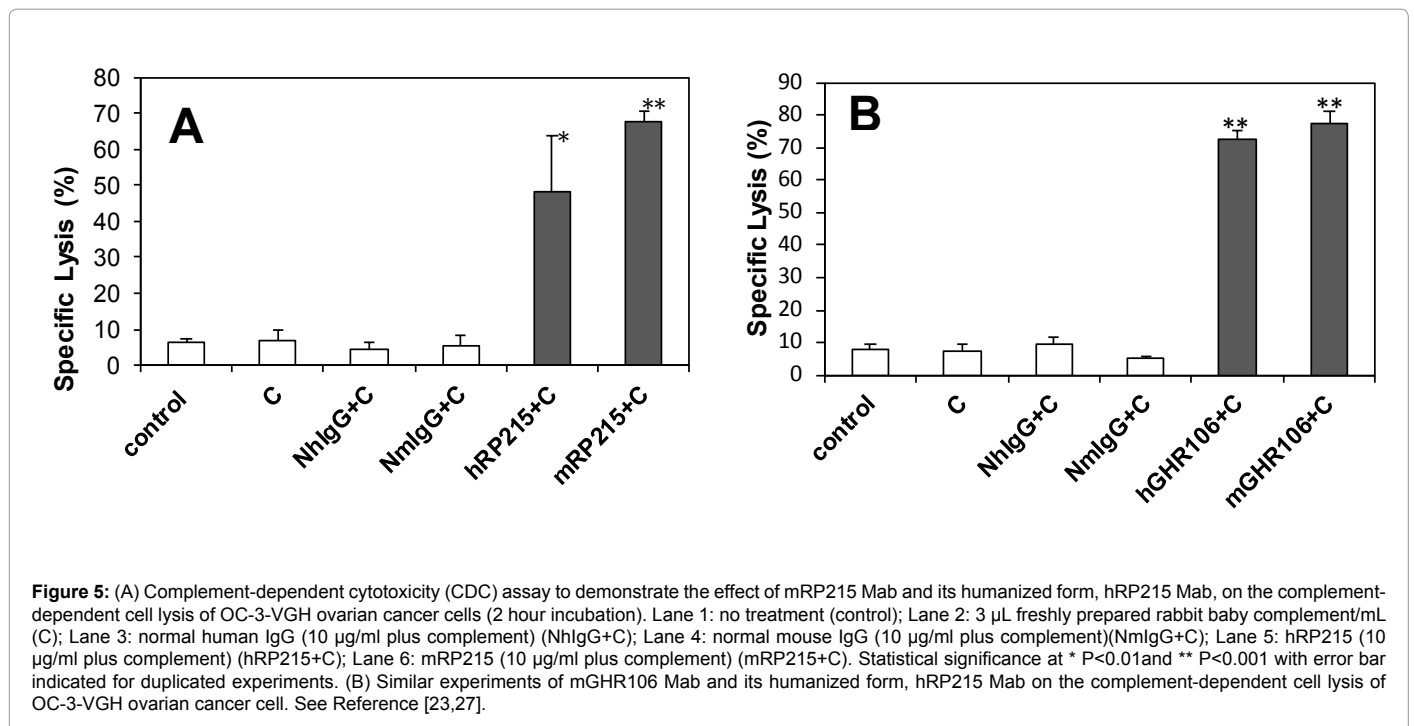 A
Specific Lysis (%)
80
70
60
50
40
30
20
10
0
*
**
control
C
NhIgG+C
NmIgG+C
hRP215+C
mRP215+C
B
Specific Lysis (%)
90
80
70
60
50
40
30
20
10
0
**
**
control
C
NhIgG+C
NmIgG+C
hGHR106+C
mGHR106+C
Figure 5: (A) Complement-dependent cytotoxicity (CDC) assay to demonstrate the effect of mRP215 Mab and its humanized form, hRP215 Mab, on the complement-
dependent cell lysis of OC-3-VGH ovarian cancer cells (2 hour incubation). Lane 1: no treatment (control); Lane 2: 3 µL freshly prepared rabbit baby complement/mL
(C); Lane 3: normal human IgG (10 µg/ml plus complement) (NhIgG+C); Lane 4: normal mouse IgG (10 µg/ml plus complement)(NmIgG+C); Lane 5: hRP215 (10
µg/ml plus complement) (hRP215+C); Lane 6: mRP215 (10 µg/ml plus complement) (mRP215+C). Statistical significance at * P<0.01and ** P<0.001 with error bar
indicated for duplicated experiments. (B) Similar experiments of mGHR106 Mab and its humanized form, hRP215 Mab on the complement-dependent cell lysis of
OC-3-VGH ovarian cancer cell. See Reference [23,27].